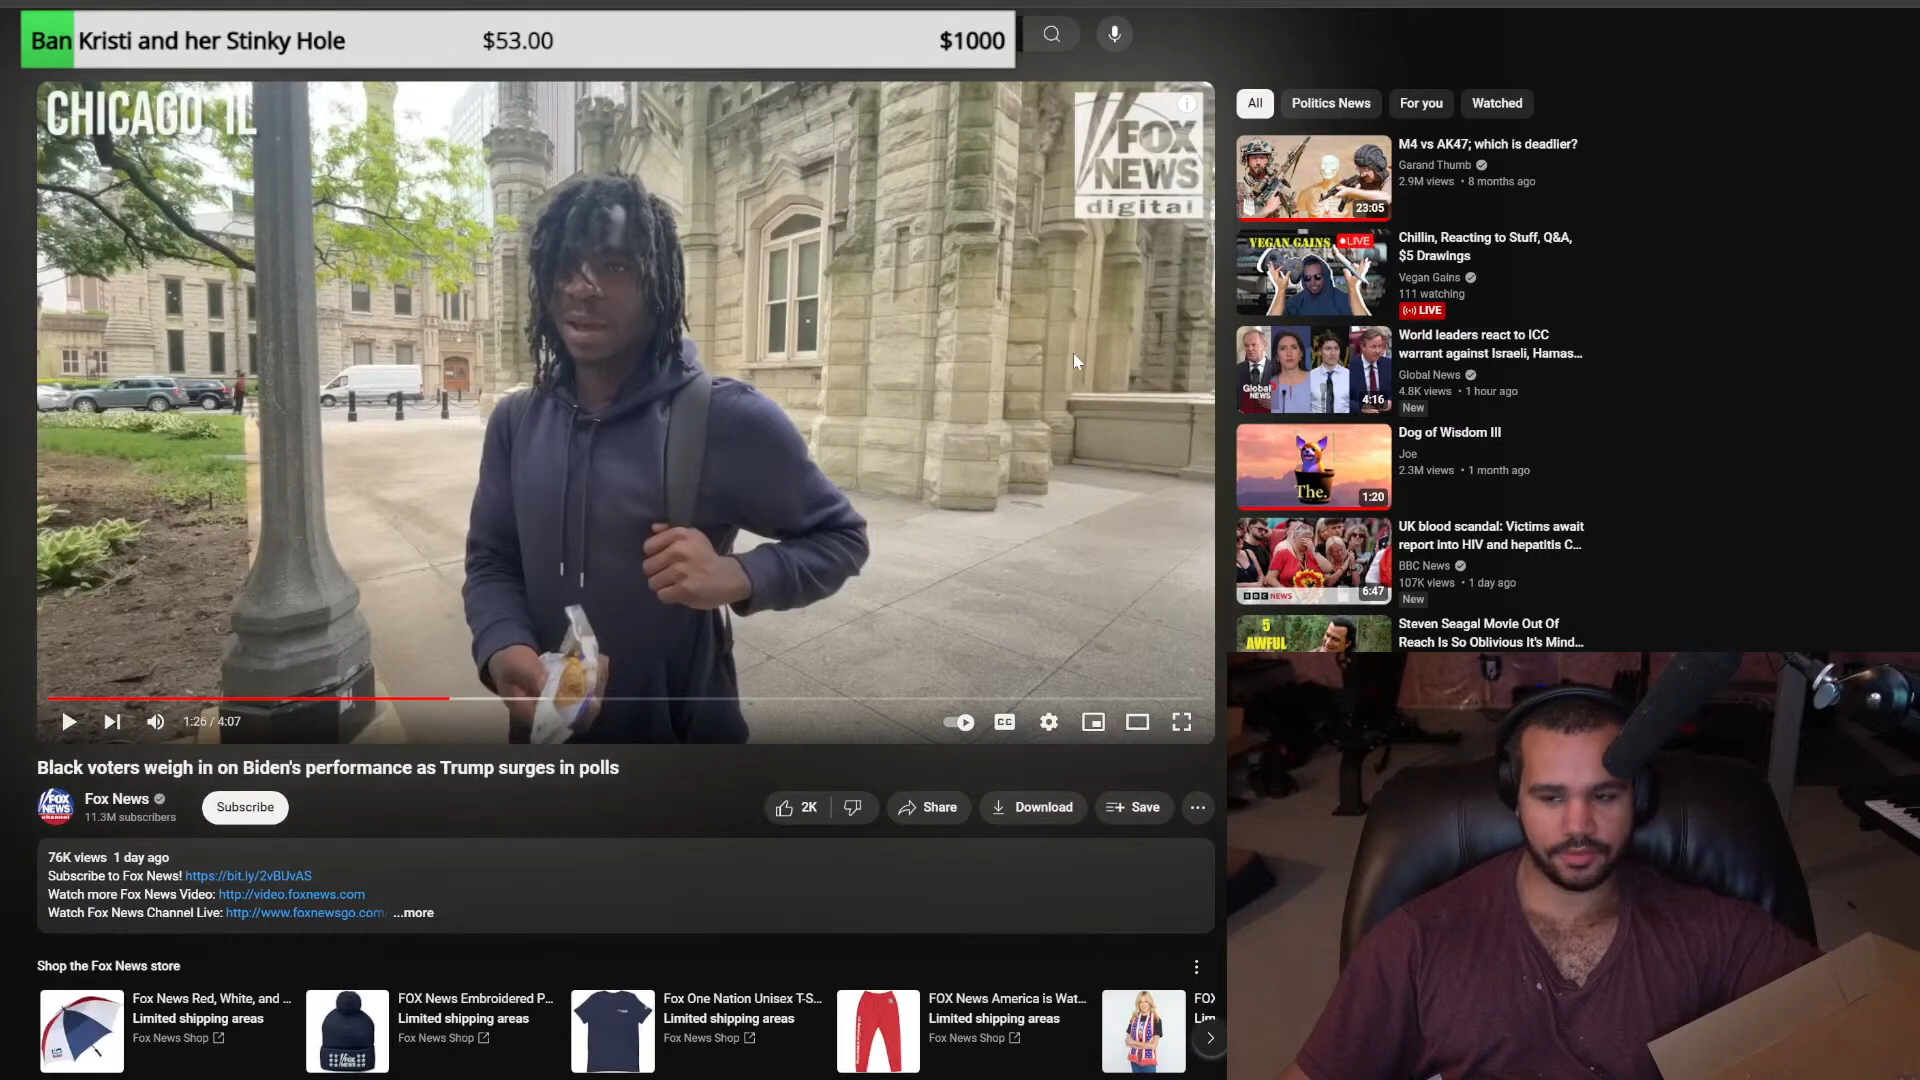 Ban Kristi and her Stinky Hole $53.00 $1000
CHICAGO, IL
FOX
NEWS
digital
1:26 / 4:07
CC
Black voters weigh in on Biden's performance as Trump surges in polls
Fox News
11.3M subscribers
Subscribe
2K
Share
Download
Save
76K views 1 day ago
Subscribe to Fox News! https://bit.ly/2vBUvAS
Watch more Fox News Video: http://video.foxnews.com
Watch Fox News Channel Live: http://www.foxnewsgo.com/ ...more
Shop the Fox News store
Fox News Red, White, and ...
Limited shipping areas
Fox News Shop
FOX News Embroidered P...
Limited shipping areas
Fox News Shop
Fox One Nation Unisex T-S...
Limited shipping areas
Fox News Shop
FOX News America is Wat...
Limited shipping areas
Fox News Shop
FOX
Lim
All Politics News For you Watched
23:05
M4 vs AK47; which is deadlier?
Garand Thumb
2.9M views • 8 months ago
VEGAN GAINS LIVE
Chillin, Reacting to Stuff, Q&A,
$5 Drawings
Vegan Gains
111 watching
LIVE
Global
NEWS
4:16
World leaders react to ICC
warrant against Israeli, Hamas...
Global News
4.8K views • 1 hour ago
New
The.
1:20
Dog of Wisdom III
Joe
2.3M views • 1 month ago
BBC NEWS
6:47
UK blood scandal: Victims await
report into HIV and hepatitis C...
BBC News
107K views • 1 day ago
New
5
AWFUL
Steven Seagal Movie Out Of
Reach Is So Oblivious It's Mind...